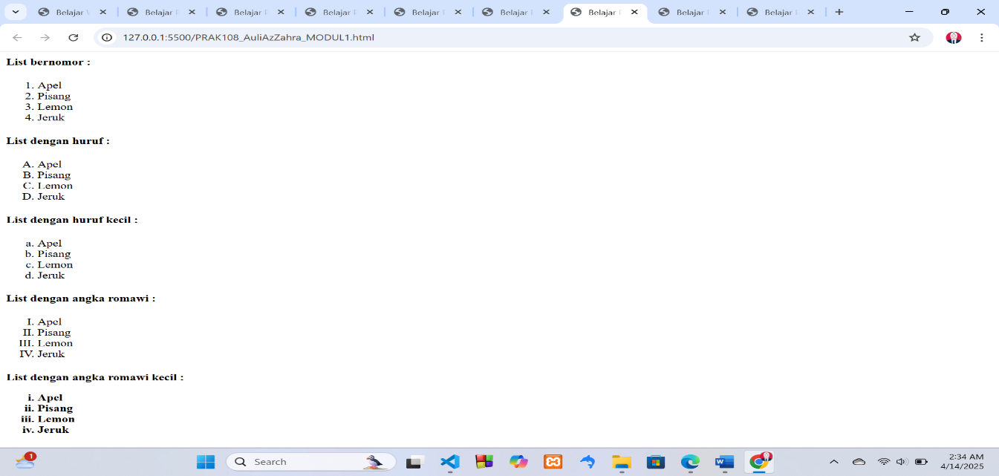 Belajar Belajar Belajar Belajar Belajar Belajar Belajar Belajar Belajar
127.0.0.1:5500/PRAK108_AuliAzZahra_MODUL1.html
List bernomor :
1. Apel
2. Pisang
3. Lemon
4. Jeruk
List dengan huruf :
A. Apel
B. Pisang
C. Lemon
D. Jeruk
List dengan huruf kecil :
a. Apel
b. Pisang
c. Lemon
d. Jeruk
List dengan angka romawi :
I. Apel
II. Pisang
III. Lemon
IV. Jeruk
List dengan angka romawi kecil :
i. Apel
ii. Pisang
iii. Lemon
iv. Jeruk
1
Search
2:34 AM
4/14/2025